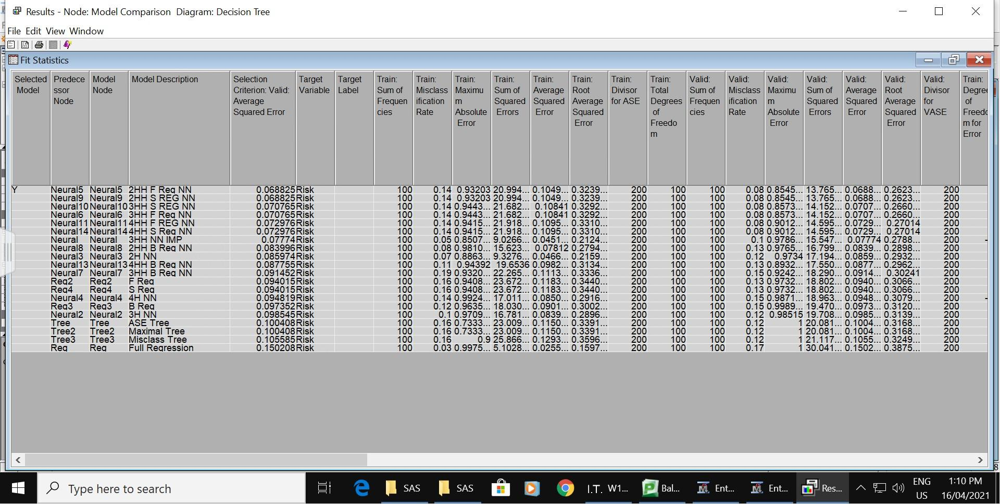 Results - Node: Model Comparison Diagram: Decision Tree
File Edit View Window
Fit Statistics
Selected Model
Predecessor Node
Model Node
Model Description
Selection Criterion: Valid: Average Squared Error
Target Variable
Target Label
Train: Sum of Frequencies
Train: Misclassification Rate
Train: Maximum Absolute Error
Train: Sum of Squared Errors
Train: Average Squared Error
Train: Root Average Squared Error
Train: Divisor for ASE
Train: Total Degrees of Freedom
Valid: Sum of Frequencies
Valid: Misclassification Rate
Valid: Maximum Absolute Error
Valid: Sum of Squared Errors
Valid: Average Squared Error
Valid: Root Average Squared Error
Valid: Divisor for VASE
Train: Degree of Freedom for Error
Y Neural5 Neural5 2HH F Reg NN 0.068825 Risk 100 0.14 0.93203 20.994... 0.1049... 0.3239... 200 100 100 0.08 0.8545... 13.765... 0.0688... 0.2623... 200
Neural9 Neural9 2HH S REG NN 0.068825 Risk 100 0.14 0.93203 20.994... 0.1049... 0.3239... 200 100 100 0.08 0.8545... 13.765... 0.0688... 0.2623... 200
Neural10 Neural10 3HH S REG NN 0.070765 Risk 100 0.14 0.9443... 21.682... 0.10841 0.3292... 200 100 100 0.08 0.8573... 14.152... 0.0707... 0.2660... 200
Neural6 Neural6 3HH F Reg NN 0.070765 Risk 100 0.14 0.9443... 21.682... 0.10841 0.3292... 200 100 100 0.08 0.8573... 14.152... 0.0707... 0.2660... 200
Neural11 Neural11 4HH F REG NN 0.072976 Risk 100 0.14 0.9415... 21.918... 0.1095... 0.3310... 200 100 100 0.08 0.9012... 14.595... 0.0729... 0.27014 200
Neural14 Neural14 4HH S Reg NN 0.072976 Risk 100 0.14 0.9415... 21.918... 0.1095... 0.3310... 200 100 100 0.08 0.9012... 14.595... 0.0729... 0.27014 200
Neural Neural 3HH NN IMP 0.07774 Risk 100 0.05 0.8507... 9.0266... 0.0451... 0.2124... 200 100 100 0.1 0.9786... 15.547... 0.07774 0.2788... 200 -
Neural8 Neural8 2HH B Reg NN 0.083996 Risk 100 0.08 0.9810... 15.623... 0.07812 0.2794... 200 100 100 0.13 0.9765... 16.799... 0.0839... 0.2898... 200
Neural3 Neural3 2H NN 0.085974 Risk 100 0.07 0.8863... 9.3276... 0.0466... 0.2159... 200 100 100 0.12 0.9734 17.194... 0.0859... 0.2932... 200
Neural13 Neural13 4HH B Reg NN 0.087755 Risk 100 0.11 0.94392 19.6536 0.0982... 0.3134... 200 100 100 0.13 0.8932... 17.550... 0.0877... 0.2962... 200
Neural7 Neural7 3HH B Reg NN 0.091452 Risk 100 0.19 0.9320... 22.265... 0.1113... 0.3336... 200 100 100 0.15 0.9242... 18.290... 0.0914... 0.30241 200
Reg2 Reg2 F Reg 0.094015 Risk 100 0.16 0.9408... 23.672... 0.1183... 0.3440... 200 100 100 0.13 0.9732... 18.802... 0.0940... 0.3066... 200
Reg4 Reg4 S Reg 0.094015 Risk 100 0.16 0.9408... 23.672... 0.1183... 0.3440... 200 100 100 0.13 0.9732... 18.802... 0.0940... 0.3066... 200
Neural4 Neural4 4H NN 0.094819 Risk 100 0.14 0.9924... 17.011... 0.0850... 0.2916... 200 100 100 0.15 0.9871... 18.963... 0.0948... 0.3079... 200 -
Reg3 Reg3 B Reg 0.097352 Risk 100 0.12 0.9635... 18.030... 0.0901... 0.3002... 200 100 100 0.15 0.9989... 19.470... 0.0973... 0.3120... 200
Neural2 Neural2 3H NN 0.098545 Risk 100 0.1 0.9709... 16.781... 0.0839... 0.2896... 200 100 100 0.12 0.98515 19.708... 0.0985... 0.3139... 200
Tree Tree ASE Tree 0.100408 Risk 100 0.16 0.7333... 23.009... 0.1150... 0.3391... 200 100 100 0.12 1 20.081... 0.1004... 0.3168... 200
Tree2 Tree2 Maximal Tree 0.100408 Risk 100 0.16 0.7333... 23.009... 0.1150... 0.3391... 200 100 100 0.12 1 20.081... 0.1004... 0.3168... 200
Tree3 Tree3 Misclass Tree 0.105585 Risk 100 0.16 0.9 25.866... 0.1293... 0.3596... 200 100 100 0.12 1 21.117... 0.1055... 0.3249... 200
Reg Reg Full Regression 0.150208 Risk 100 0.03 0.9975... 5.1028... 0.0255... 0.1597... 200 100 100 0.17 1 30.041... 0.1502... 0.3875... 200
Type here to search
SAS
SAS
I.T. W1...
Bal...
Ent...
Ent...
Res...
ENG
US
1:10 PM
16/04/2021